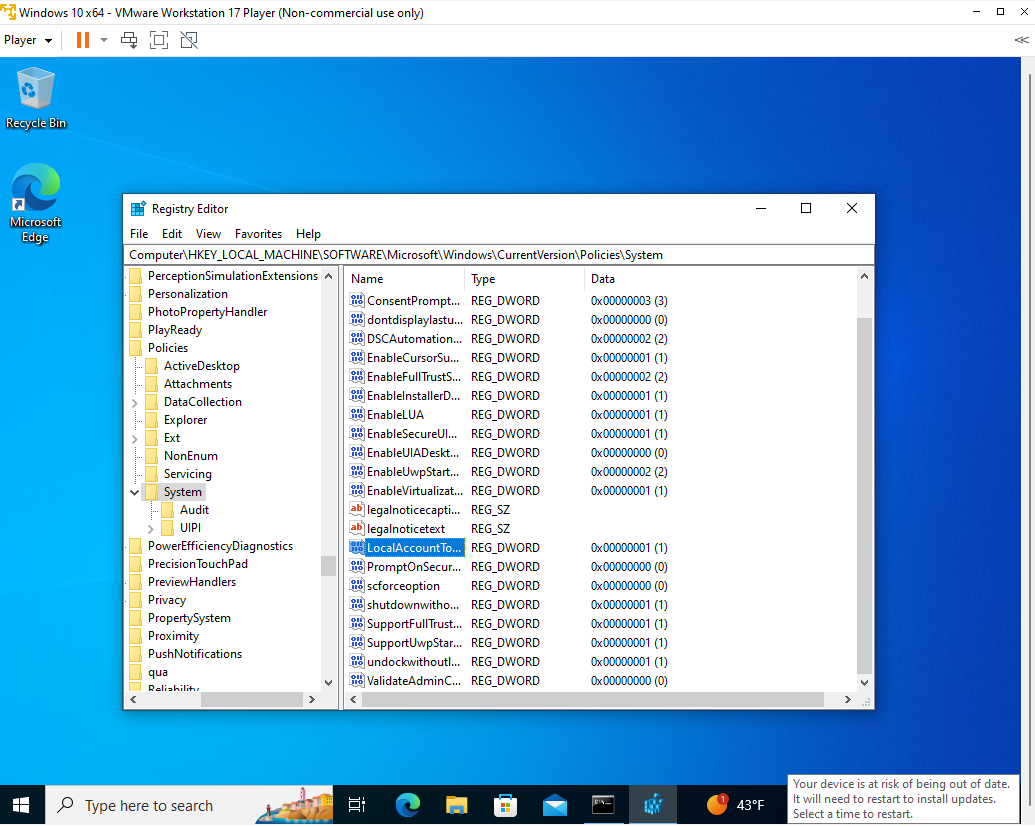 Windows 10 x64 - VMware Workstation 17 Player (Non-commercial use only)
Player
Recycle Bin
Microsoft
Edge
Registry Editor
File Edit View Favorites Help
Computer\HKEY_LOCAL_MACHINE\SOFTWARE\Microsoft\Windows\CurrentVersion\Policies\System
PerceptionSimulationExtensions
Personalization
PhotoPropertyHandler
PlayReady
Policies
ActiveDesktop
Attachments
DataCollection
Explorer
Ext
NonEnum
Servicing
System
Audit
UIPI
PowerEfficiencyDiagnostics
PrecisionTouchPad
PreviewHandlers
Privacy
PropertySystem
Proximity
PushNotifications
qua
Reliability
Name Type Data
ConsentPrompt... REG_DWORD 0x00000003 (3)
dontdisplaylastu... REG_DWORD 0x00000000 (0)
DSCAutomation... REG_DWORD 0x00000002 (2)
EnableCursorSu... REG_DWORD 0x00000001 (1)
EnableFullTrustS... REG_DWORD 0x00000002 (2)
EnableInstallerD... REG_DWORD 0x00000001 (1)
EnableLUA REG_DWORD 0x00000001 (1)
EnableSecureUI... REG_DWORD 0x00000001 (1)
EnableUIADeskt... REG_DWORD 0x00000000 (0)
EnableUwpStart... REG_DWORD 0x00000002 (2)
EnableVirtualizat... REG_DWORD 0x00000001 (1)
legalnoticecapti... REG_SZ
legalnoticetext REG_SZ
LocalAccountTo... REG_DWORD 0x00000001 (1)
PromptOnSecur... REG_DWORD 0x00000000 (0)
scforceoption REG_DWORD 0x00000000 (0)
shutdownwitho... REG_DWORD 0x00000001 (1)
SupportFullTrust... REG_DWORD 0x00000001 (1)
SupportUwpStar... REG_DWORD 0x00000001 (1)
undockwithoutl... REG_DWORD 0x00000001 (1)
ValidateAdminC... REG_DWORD 0x00000000 (0)
Type here to search
1
43°F
Your device is at risk of being out of date.
It will need to restart to install updates.
Select a time to restart.